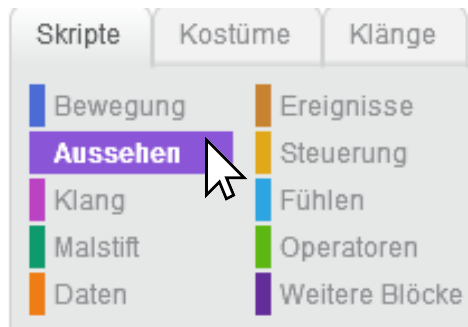 Skripte Kostüme Klänge
Bewegung Ereignisse
Aussehen Steuerung
Klang Fühlen
Malstift Operatoren
Daten Weitere Blöcke